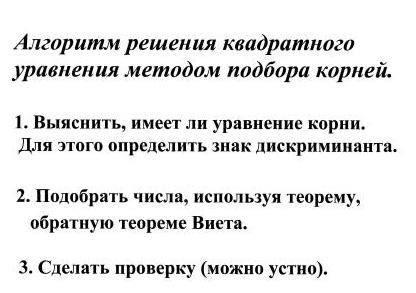 Алгоритм решения квадратного
уравнения методом подбора корней.
1. Выяснить, имеет ли уравнение корни.
Для этого определить знак дискриминанта.
2. Подобрать числа, используя теорему,
обратную теореме Виета.
3. Сделать проверку (можно устно).